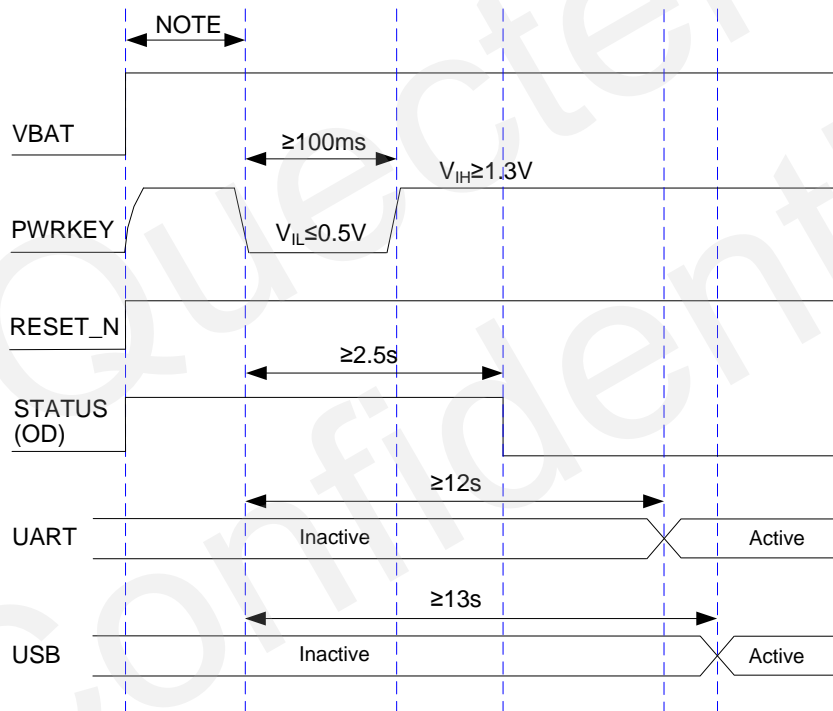 NOTE
VBAT
≥100ms
VIH≥1.3V
PWRKEY
VIL≤0.5V
RESET_N
≥2.5s
STATUS
(OD)
≥12s
UART
Inactive
Active
≥13s
USB
Inactive
Active
Quectel
Confidential